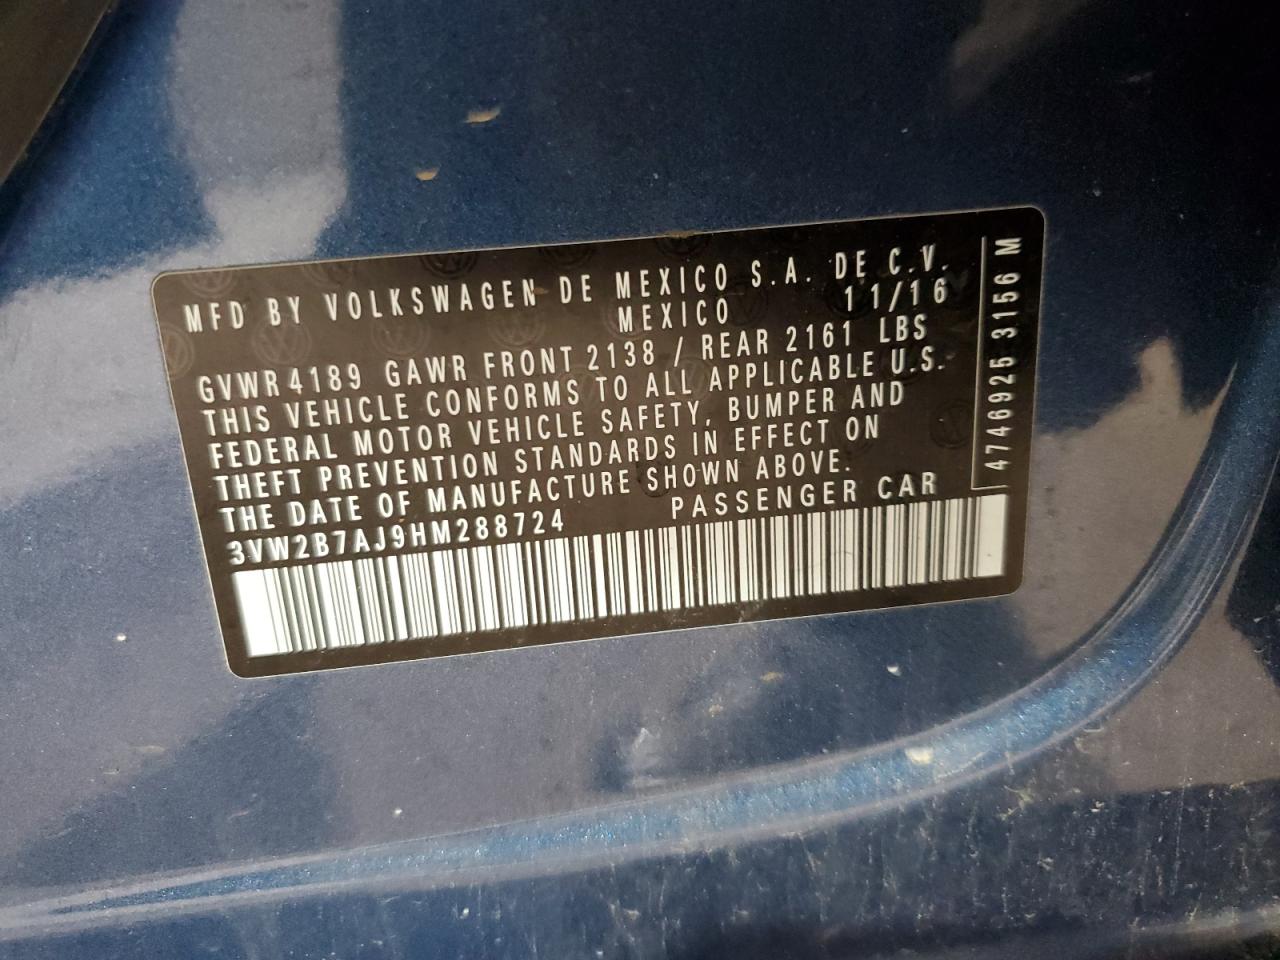 MFD BY VOLKSWAGEN DE MEXICO S.A. DE C.V.
MEXICO 11/16
GVWR 4189 GAWR FRONT 2138 / REAR 2161 LBS
THIS VEHICLE CONFORMS TO ALL APPLICABLE U.S.
FEDERAL MOTOR VEHICLE SAFETY, BUMPER AND
THEFT PREVENTION STANDARDS IN EFFECT ON
THE DATE OF MANUFACTURE SHOWN ABOVE.
3VW2B7AJ9HM288724 PASSENGER CAR
4746925 3156 M